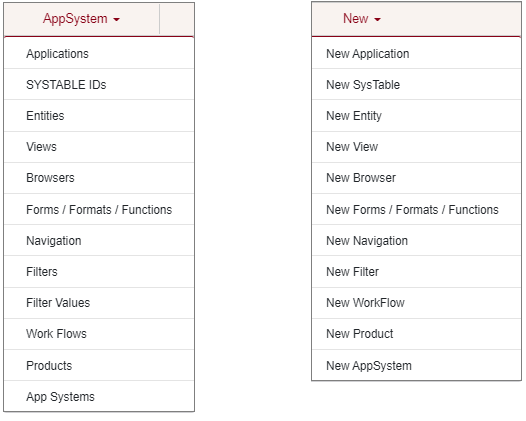 AppSystem
Applications
SYSTABLE IDs
Entities
Views
Browsers
Forms / Formats / Functions
Navigation
Filters
Filter Values
Work Flows
Products
App Systems
New
New Application
New SysTable
New Entity
New View
New Browser
New Forms / Formats / Functions
New Navigation
New Filter
New WorkFlow
New Product
New AppSystem